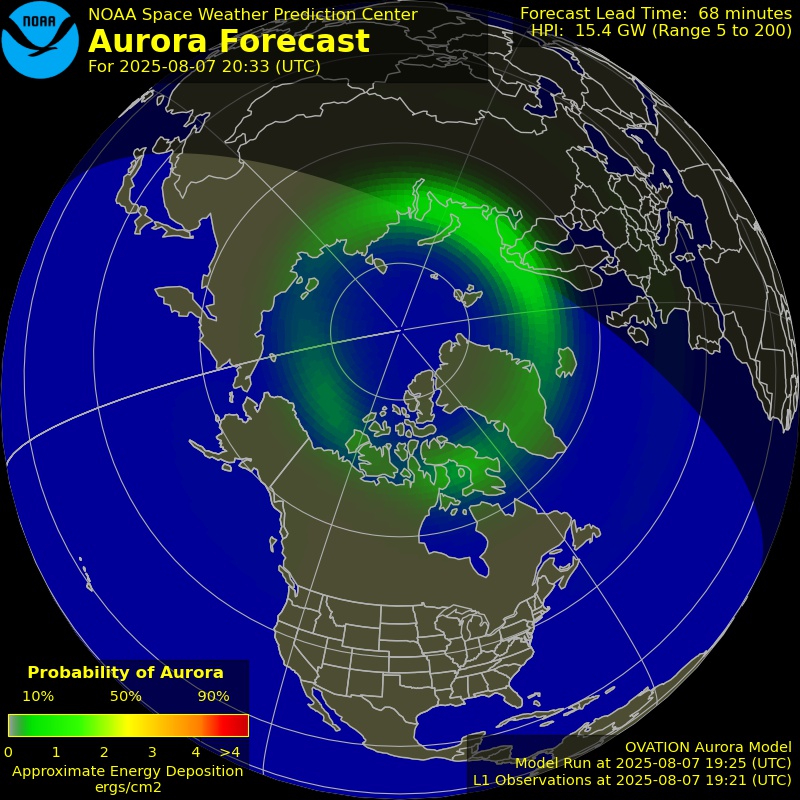 NOAA
NOAA Space Weather Prediction Center
Aurora Forecast
For 2025-08-07 20:33 (UTC)
Forecast Lead Time: 68 minutes
HPI: 15.4 GW (Range 5 to 200)
Probability of Aurora
10% 50% 90%
0 1 2 3 4 >4
Approximate Energy Deposition
ergs/cm2
OVATION Aurora Model
Model Run at 2025-08-07 19:25 (UTC)
L1 Observations at 2025-08-07 19:21 (UTC)